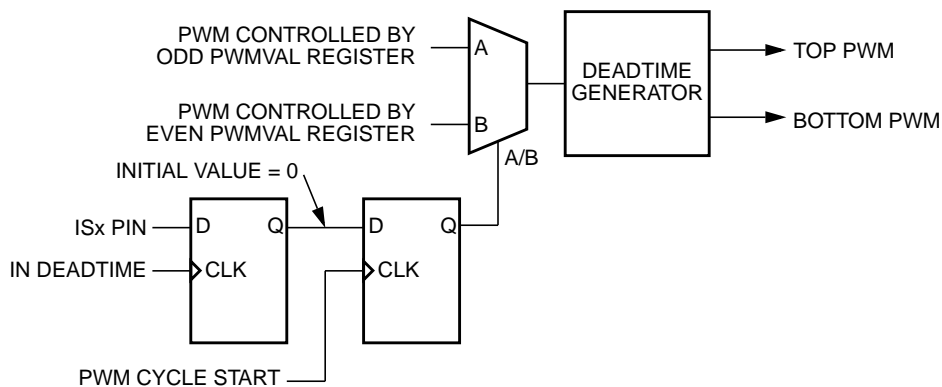 PWM CONTROLLED BY
ODD PWMVAL REGISTER
A
DEADTIME
GENERATOR
TOP PWM
PWM CONTROLLED BY
EVEN PWMVAL REGISTER
B
BOTTOM PWM
A/B
INITIAL VALUE = 0
ISx PIN
D
Q
D
Q
IN DEADTIME
CLK
CLK
PWM CYCLE START